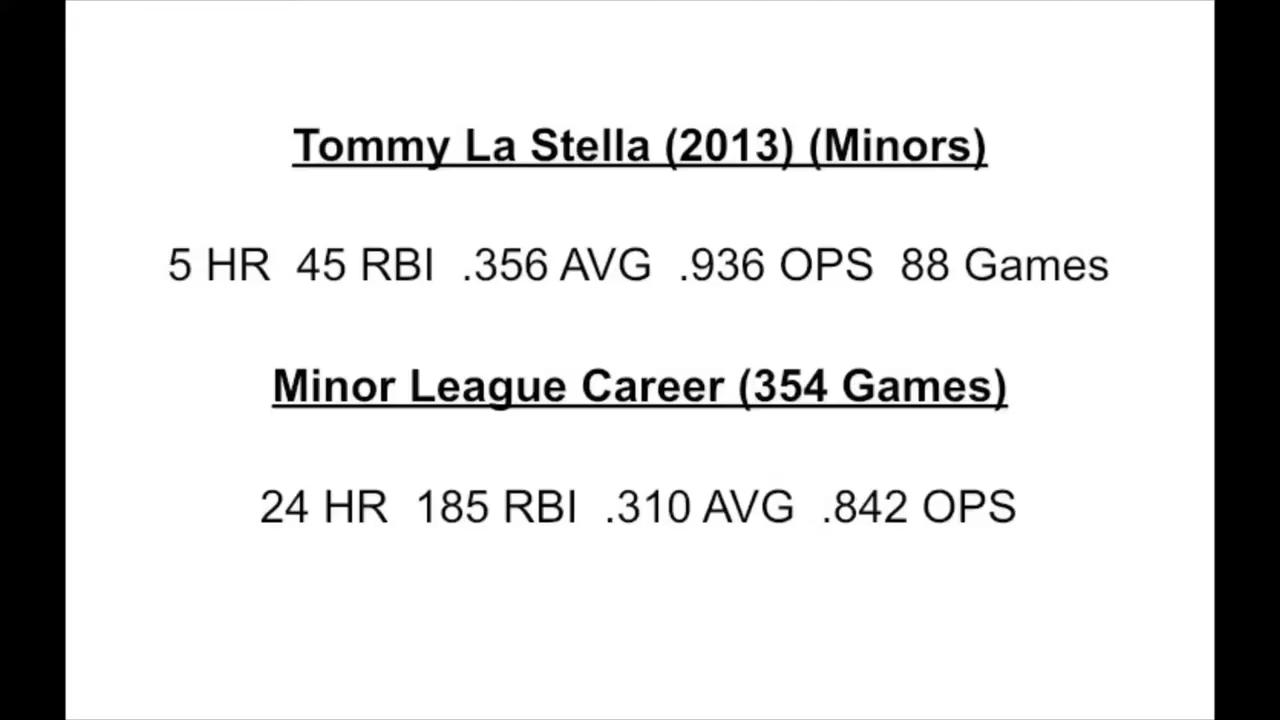 Tommy La Stella (2013) (Minors)
5 HR 45 RBI .356 AVG .936 OPS 88 Games
Minor League Career (354 Games)
24 HR 185 RBI .310 AVG .842 OPS